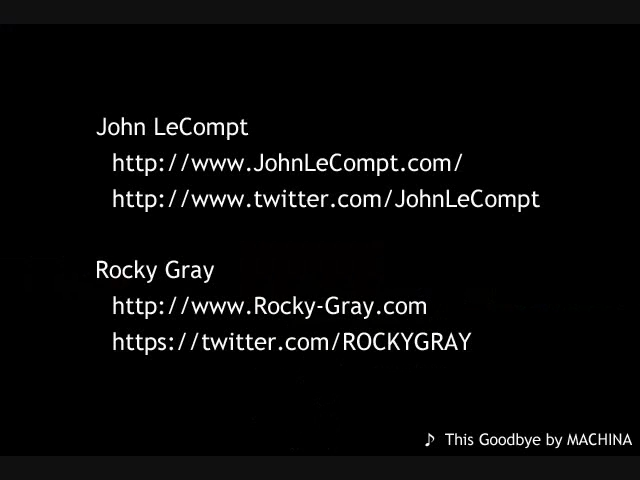 John LeCompt
http://www.JohnLeCompt.com/
http://www.twitter.com/JohnLeCompt
Rocky Gray
http://www.Rocky-Gray.com
https://twitter.com/ROCKYGRAY
♪ This Goodbye by MACHINA